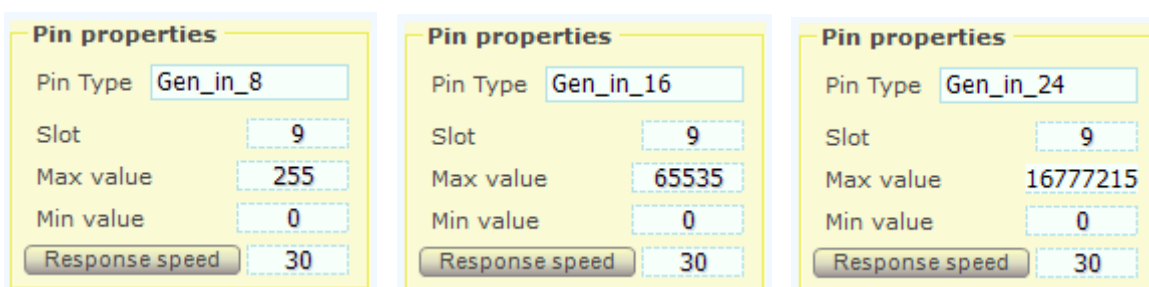 Pin properties
Pin Type Gen_in_8
Slot 9
Max value 255
Min value 0
Response speed 30
Pin properties
Pin Type Gen_in_16
Slot 9
Max value 65535
Min value 0
Response speed 30
Pin properties
Pin Type Gen_in_24
Slot 9
Max value 16777215
Min value 0
Response speed 30